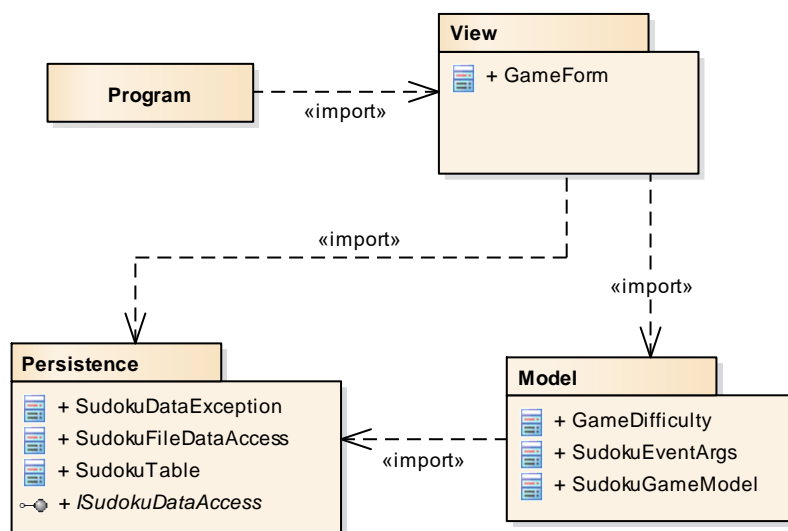 View
+ GameForm
Program
«import»
«import»
«import»
Persistence
+ SudokuDataException
+ SudokuFileDataAccess
+ SudokuTable
+ ISudokuDataAccess
Model
+ GameDifficulty
+ SudokuEventArgs
+ SudokuGameModel
«import»